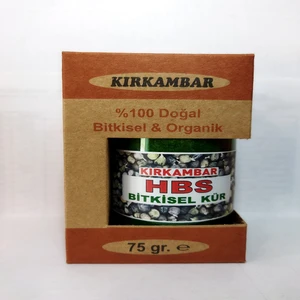 KIRKAMBAR
%100 Doğal
Bitkisel & Organik
KIRKAMBAR
HBS
BİTKİSEL KÜR
75 gr. ℮